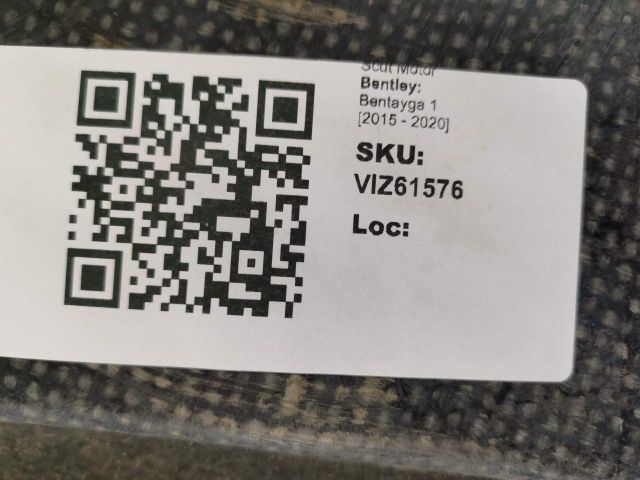 Scut Motor
Bentley:
Bentayga 1
[2015 - 2020]
SKU:
VIZ61576
Loc: